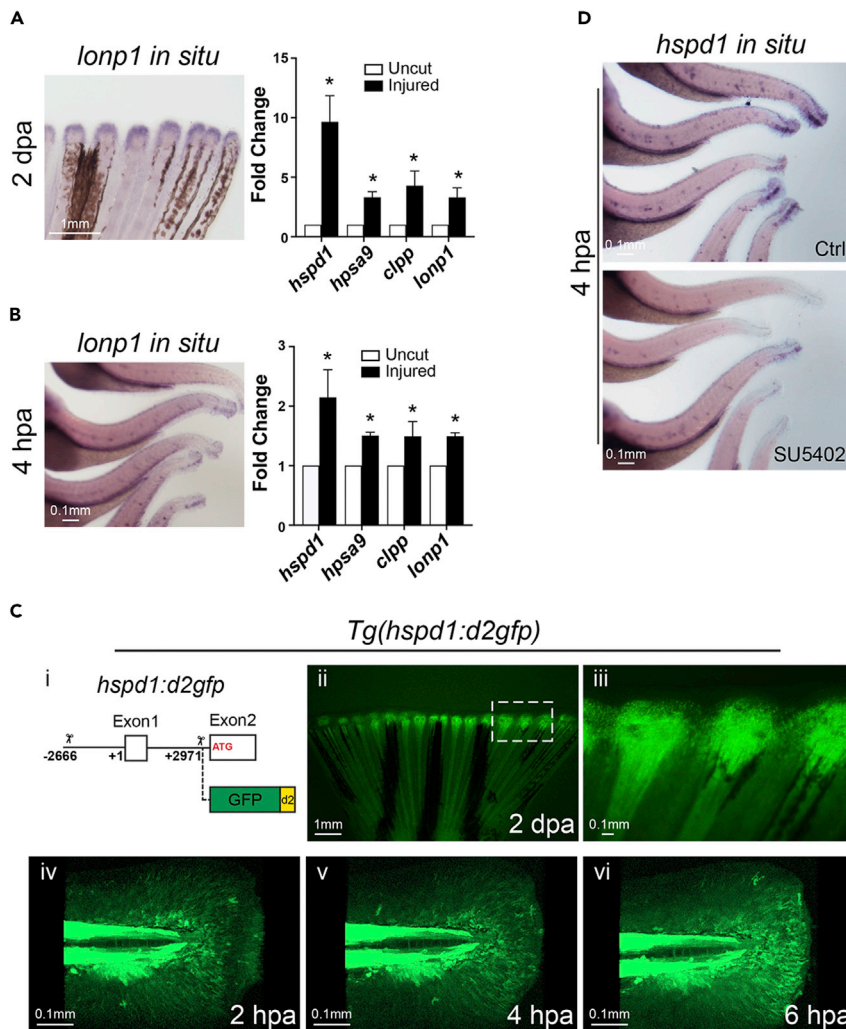 A
lonp1 in situ
2 dpa
1mm
Fold Change
15
10
5
0
Uncut
Injured
*
*
*
*
hspd1
hpsa9
clpp
lonp1
B
lonp1 in situ
4 hpa
0.1mm
Fold Change
3
2
1
0
Uncut
Injured
*
*
*
*
hspd1
hpsa9
clpp
lonp1
D
hspd1 in situ
4 hpa
0.1mm
Ctrl
0.1mm
SU5402
C
Tg(hspd1:d2gfp)
i
hspd1:d2gfp
Exon1
Exon2
-2666
+1
+2971
ATG
GFP
d2
ii
1mm
2 dpa
iii
0.1mm
iv
0.1mm
2 hpa
v
0.1mm
4 hpa
vi
0.1mm
6 hpa